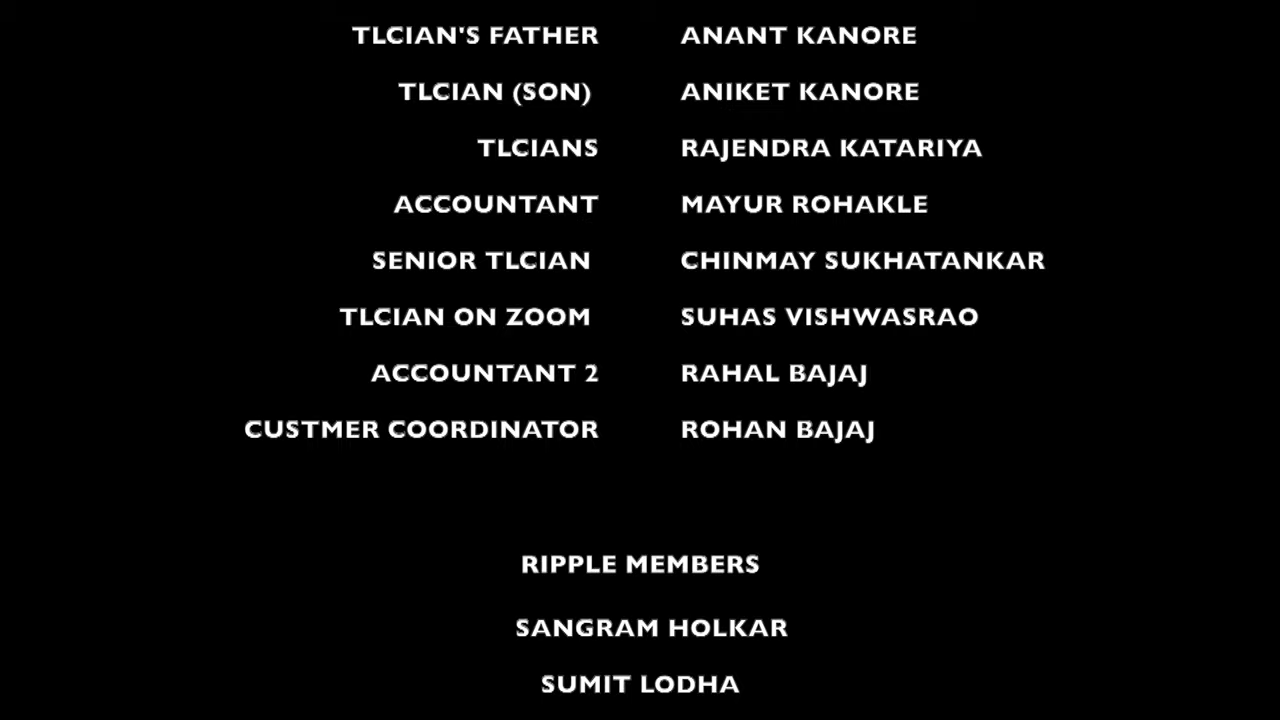 TLCIAN'S FATHER ANANT KANORE
TLCIAN (SON) ANIKET KANORE
TLCIANS RAJENDRA KATARIYA
ACCOUNTANT MAYUR ROHAKLE
SENIOR TLCIAN CHINMAY SUKHATANKAR
TLCIAN ON ZOOM SUHAS VISHWASRAO
ACCOUNTANT 2 RAHAL BAJAJ
CUSTMER COORDINATOR ROHAN BAJAJ
RIPPLE MEMBERS
SANGRAM HOLKAR
SUMIT LODHA